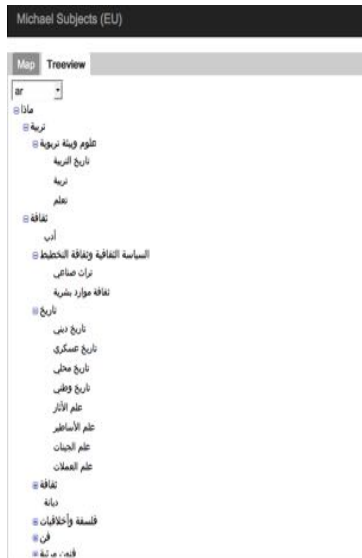 Michael Subjects (EU)
Map Treeview
ar
ماذا
تربية
علوم وبيئة تربوية
تاريخ التربية
تربية
تعلم
ثقافة
أدب
السياسة الثقافية وثقافة التخطيط
تراث صناعي
ثقافة موارد بشرية
تاريخ
تاريخ ديني
تاريخ عسكري
تاريخ محلي
تاريخ وطني
علم الآثار
علم الأساطير
علم الجينات
علم العملات
ثقافة
ديانة
فلسفة وأخلاقيات
فن
فنون مرئية